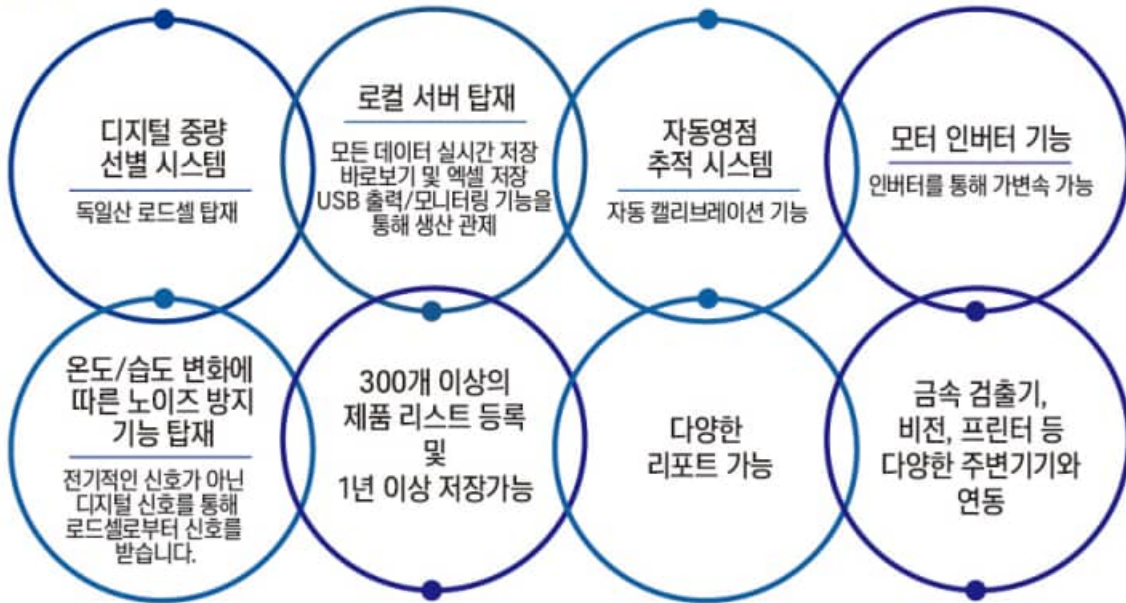 디지털 중량
선별 시스템
독일산 로드셀 탑재
로컬 서버 탑재
모든 데이터 실시간 저장
바로보기 및 엑셀 저장
USB 출력/모니터링 기능을
통해 생산 관제
자동영점
추적 시스템
자동 캘리브레이션 기능
모터 인버터 기능
인버터를 통해 가변속 가능
온도/습도 변화에
따른 노이즈 방지
기능 탑재
전기적인 신호가 아닌
디지털 신호를 통해
로드셀로부터 신호를
받습니다.
300개 이상의
제품 리스트 등록
및
1년 이상 저장가능
다양한
리포트 가능
금속 검출기,
비전, 프린터 등
다양한 주변기기와
연동